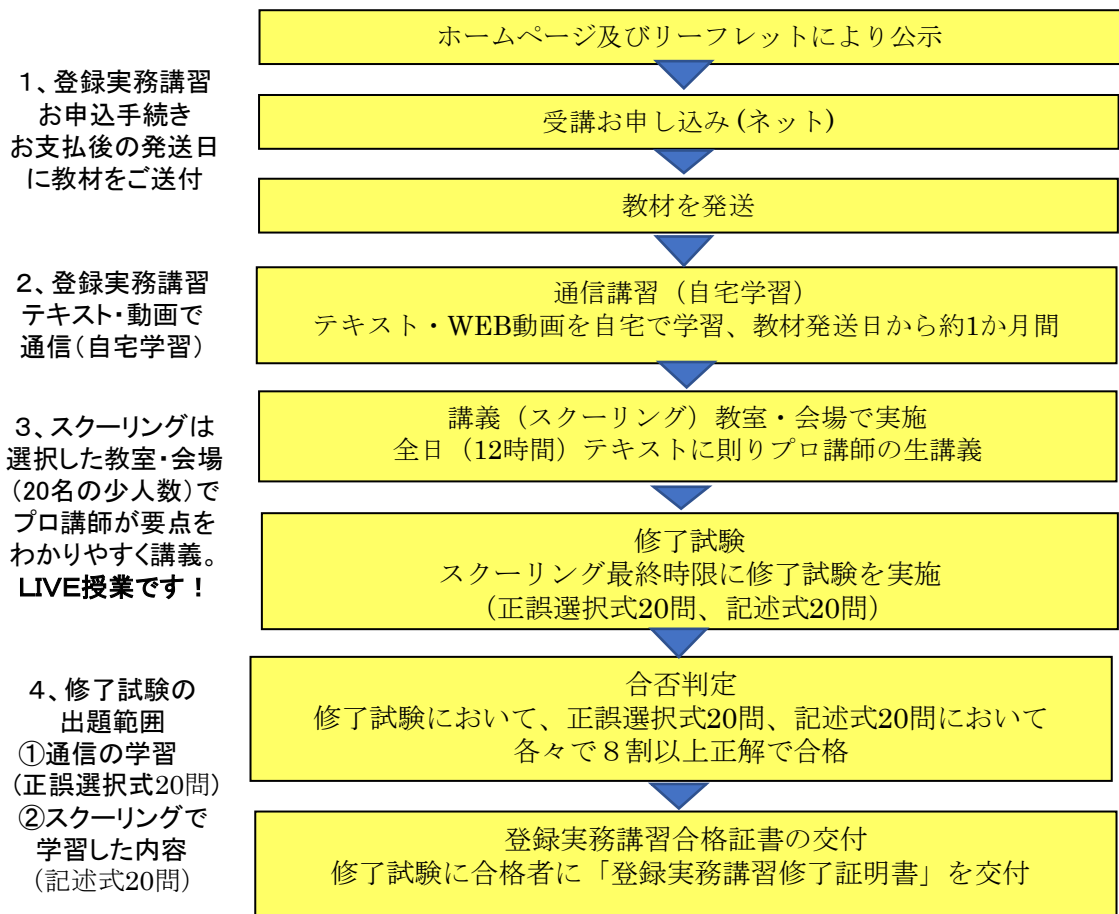 ホームページ及びリーフレットにより公示
1、登録実務講習
お申込手続き
お支払後の発送日
に教材をご送付
受講お申し込み(ネット)
教材を発送
2、登録実務講習
テキスト・動画で
通信(自宅学習)
通信講習（自宅学習）
テキスト・WEB動画を自宅で学習、教材発送日から約1か月間
3、スクーリングは
選択した教室・会場
(20名の少人数)で
プロ講師が要点を
わかりやすく講義。
LIVE授業です！
講義（スクーリング）教室・会場で実施
全日（12時間）テキストに則りプロ講師の生講義
修了試験
スクーリング最終時限に修了試験を実施
（正誤選択式20問、記述式20問）
4、修了試験の
出題範囲
①通信の学習
(正誤選択式20問)
②スクーリングで
学習した内容
（記述式20問）
合否判定
修了試験において、正誤選択式20問、記述式20問において
各々で８割以上正解で合格
登録実務講習合格証書の交付
修了試験に合格者に「登録実務講習修了証明書」を交付